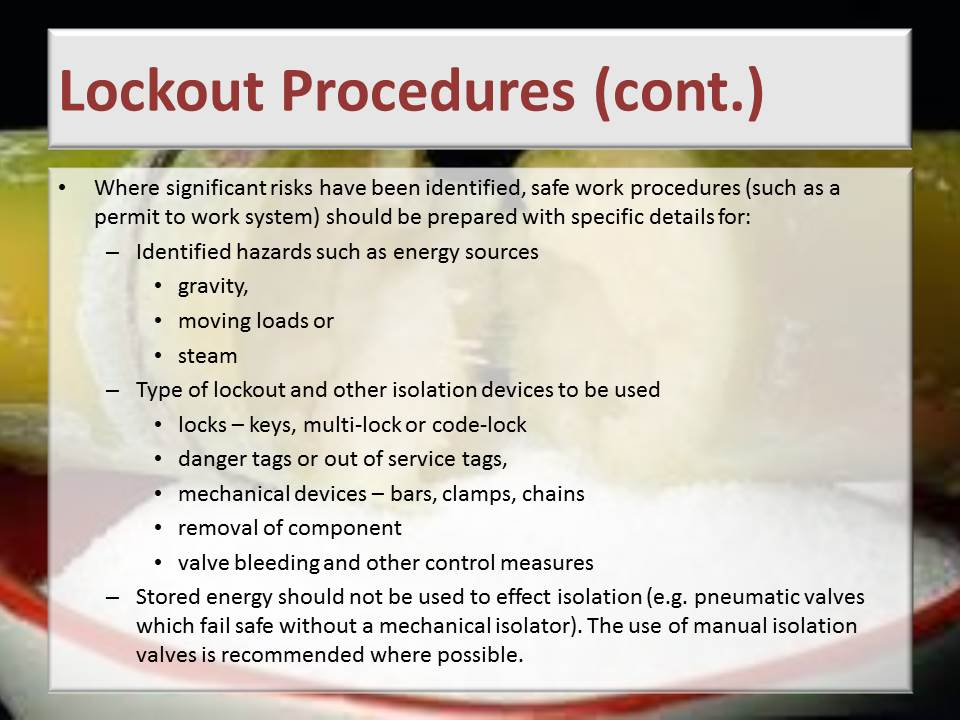 Lockout Procedures (cont.)
• Where significant risks have been identified, safe work procedures (such as a
permit to work system) should be prepared with specific details for:
– Identified hazards such as energy sources
• gravity,
• moving loads or
• steam
– Type of lockout and other isolation devices to be used
• locks – keys, multi-lock or code-lock
• danger tags or out of service tags,
• mechanical devices – bars, clamps, chains
• removal of component
• valve bleeding and other control measures
– Stored energy should not be used to effect isolation (e.g. pneumatic valves
which fail safe without a mechanical isolator). The use of manual isolation
valves is recommended where possible.